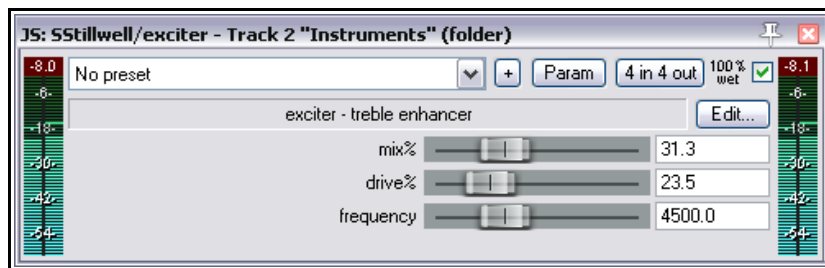 JS: SStillwell/exciter - Track 2 "Instruments" (folder)
-8.0 No preset + Param 4 in 4 out 100% wet -8.1
-6- -6-
exciter - treble enhancer Edit...
-18- -18-
mix% 31.3
-30- -30-
drive% 23.5
-42- -42-
frequency 4500.0
-54- -54-